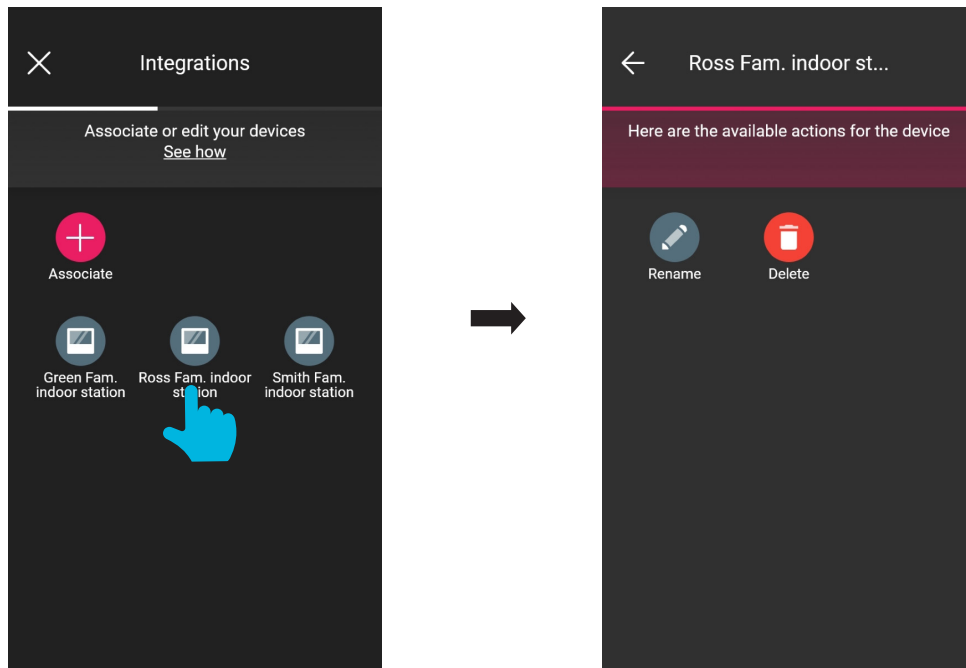 Integrations
Associate or edit your devices
See how
Associate
Green Fam.
indoor station
Ross Fam. indoor
Smith Fam.
indoor station
Ross Fam. indoor st...
Here are the available actions for the device
Rename
Delete